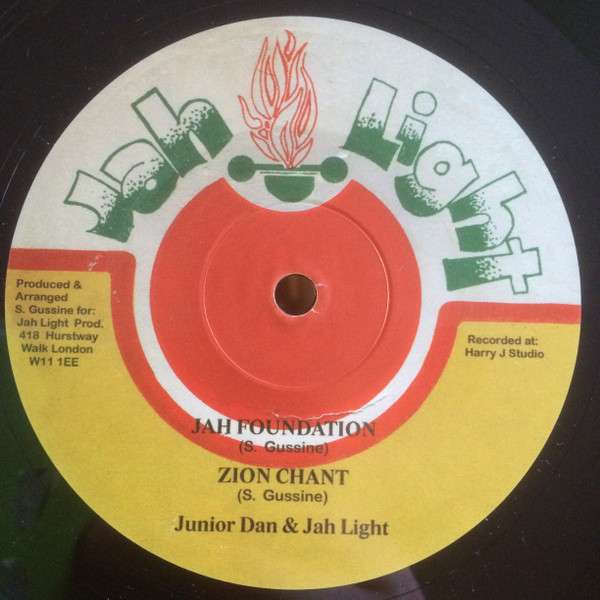 Jah Light
Produced &
Arranged
S. Gussine for:
Jah Light Prod.
418 Hurstway
Walk London
W11 1EE
Recorded at:
Harry J Studio
JAH FOUNDATION
(S. Gussine)
ZION CHANT
(S. Gussine)
Junior Dan & Jah Light